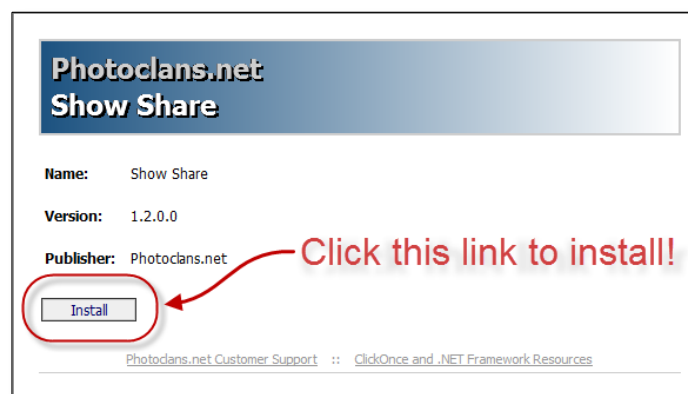 Photoclans.net
Show Share
Name: Show Share
Version: 1.2.0.0
Publisher: Photoclans.net
Click this link to install!
Install
Photoclans.net Customer Support :: ClickOnce and .NET Framework Resources